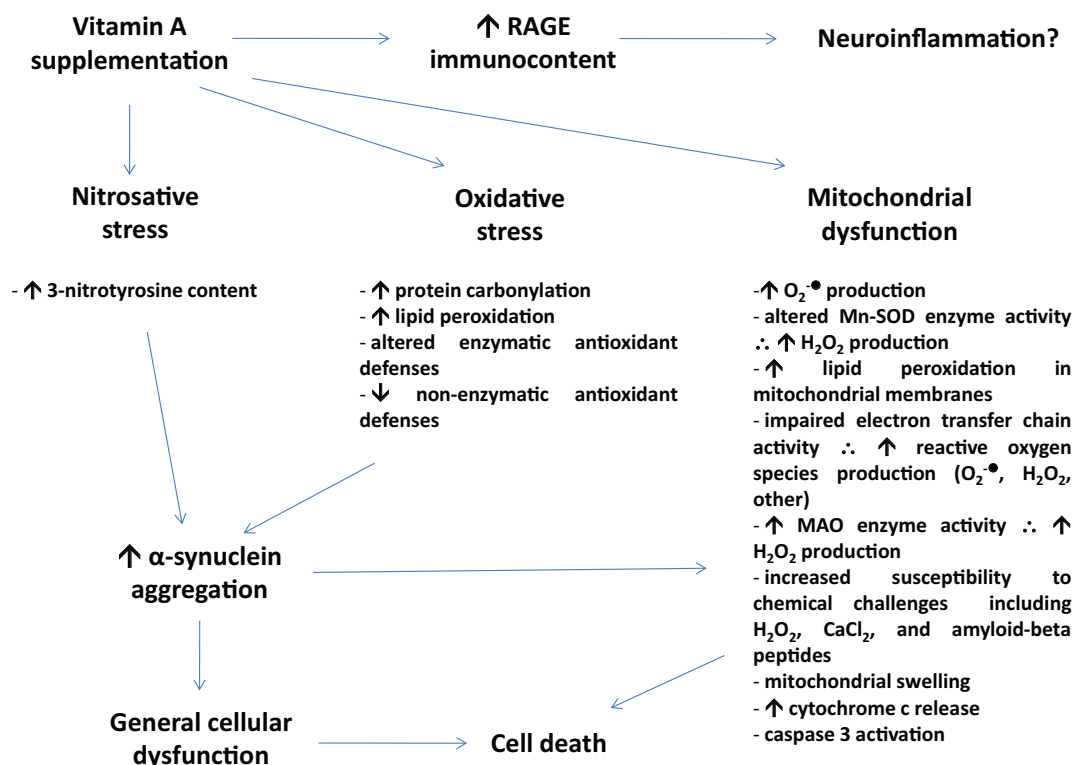 Vitamin A
supplementation
↑ RAGE
immunocontent
Neuroinflammation?
Nitrosative
stress
Oxidative
stress
Mitochondrial
dysfunction
- ↑ 3-nitrotyrosine content
- ↑ protein carbonylation
- ↑ lipid peroxidation
- altered enzymatic antioxidant
defenses
- ↓ non-enzymatic antioxidant
defenses
-↑ O₂⁻● production
- altered Mn-SOD enzyme activity
∴ ↑ H₂O₂ production
- ↑ lipid peroxidation in
mitochondrial membranes
- impaired electron transfer chain
activity ∴ ↑ reactive oxygen
species production (O₂⁻●, H₂O₂,
other)
- ↑ MAO enzyme activity ∴ ↑
H₂O₂ production
- increased susceptibility to
chemical challenges including
H₂O₂, CaCl₂, and amyloid-beta
peptides
- mitochondrial swelling
- ↑ cytochrome c release
- caspase 3 activation
↑ α-synuclein
aggregation
General cellular
dysfunction
Cell death